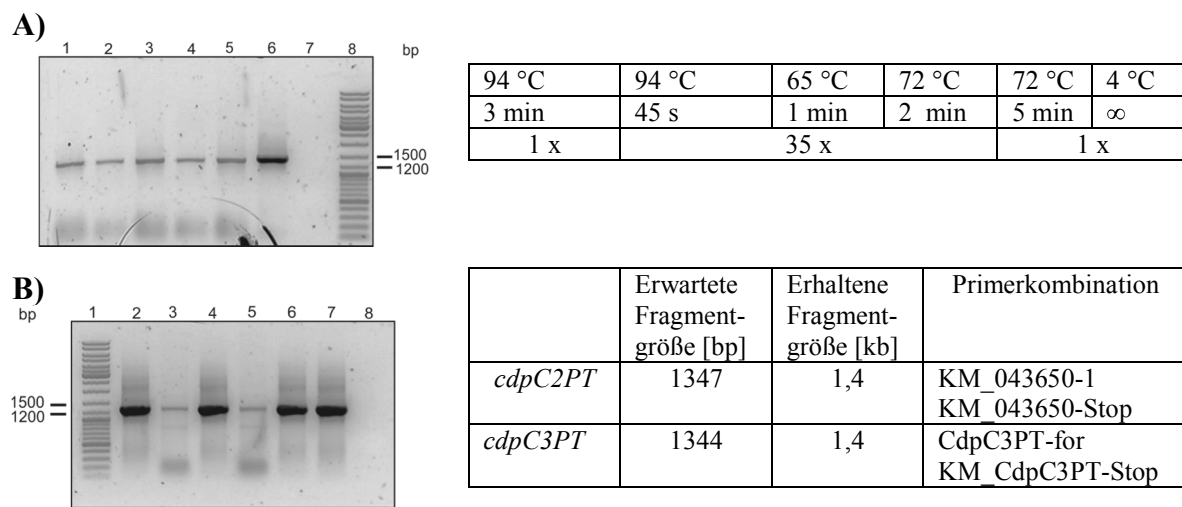 A)
1 2 3 4 5 6 7 8 bp
1500
1200
94 °C 94 °C 65 °C 72 °C 72 °C 4 °C
3 min 45 s 1 min 2 min 5 min ∞
1 x 35 x 1 x
B)
bp 1 2 3 4 5 6 7 8
1500
1200
Erwartete Erhaltene Primerkombination
Fragment- Fragment-
größe [bp] größe [kb]
cdpC2PT 1347 1,4 KM_043650-1
KM_043650-Stop
cdpC3PT 1344 1,4 CdpC3PT-for
KM_CdpC3PT-Stop